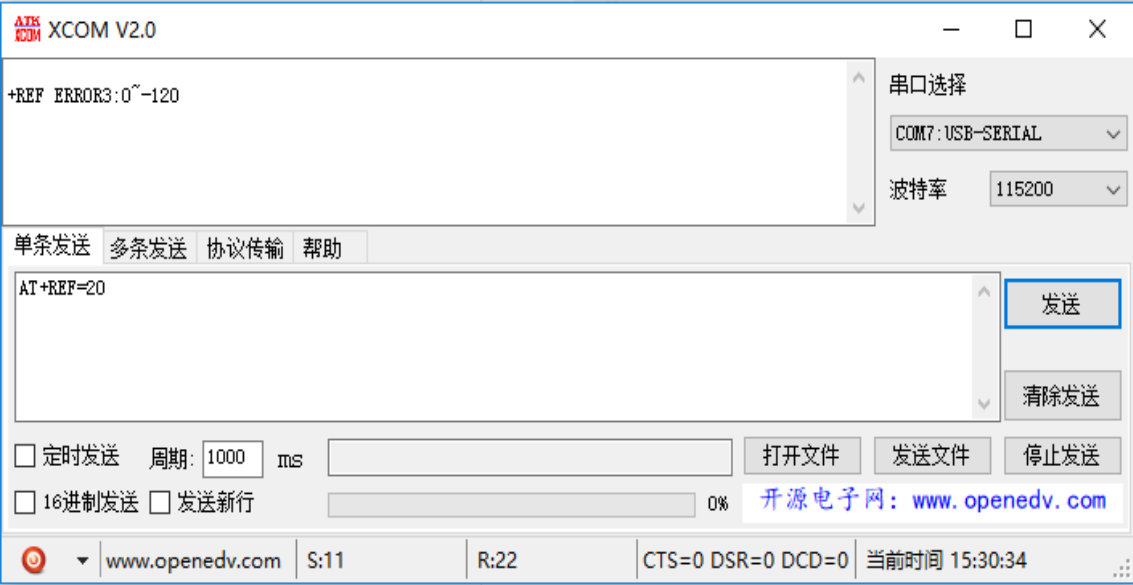 ATK XCOM XCOM V2.0
+REF ERROR3:0~-120
串口选择
COM7:USB-SERIAL
波特率 115200
单条发送 多条发送 协议传输 帮助
AT+REF=20
发送
清除发送
定时发送 周期: 1000 ms 打开文件 发送文件 停止发送
16进制发送 发送新行 0% 开源电子网：www.openedv.com
www.openedv.com S:11 R:22 CTS=0 DSR=0 DCD=0 当前时间 15:30:34